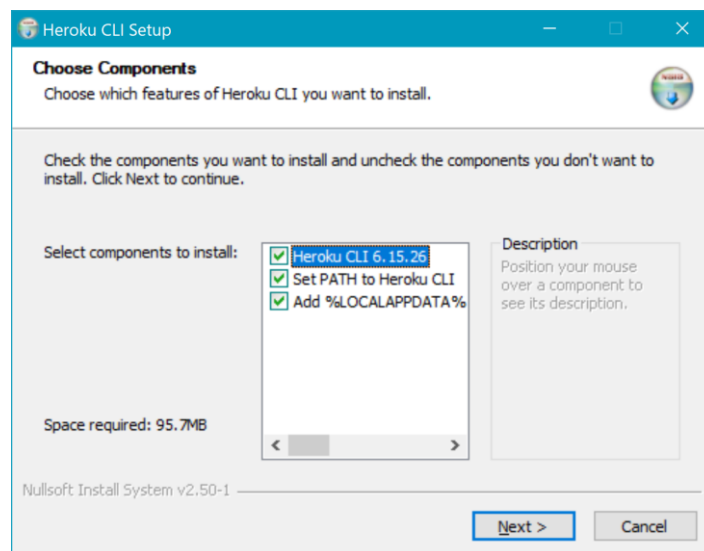 Heroku CLI Setup
Choose Components
Choose which features of Heroku CLI you want to install.
Check the components you want to install and uncheck the components you don't want to
install. Click Next to continue.
Select components to install:
Heroku CLI 6.15.26
Set PATH to Heroku CLI
Add %LOCALAPPDATA%
Description
Position your mouse
over a component to
see its description.
Space required: 95.7MB
Nullsoft Install System v2.50-1
Next >
Cancel